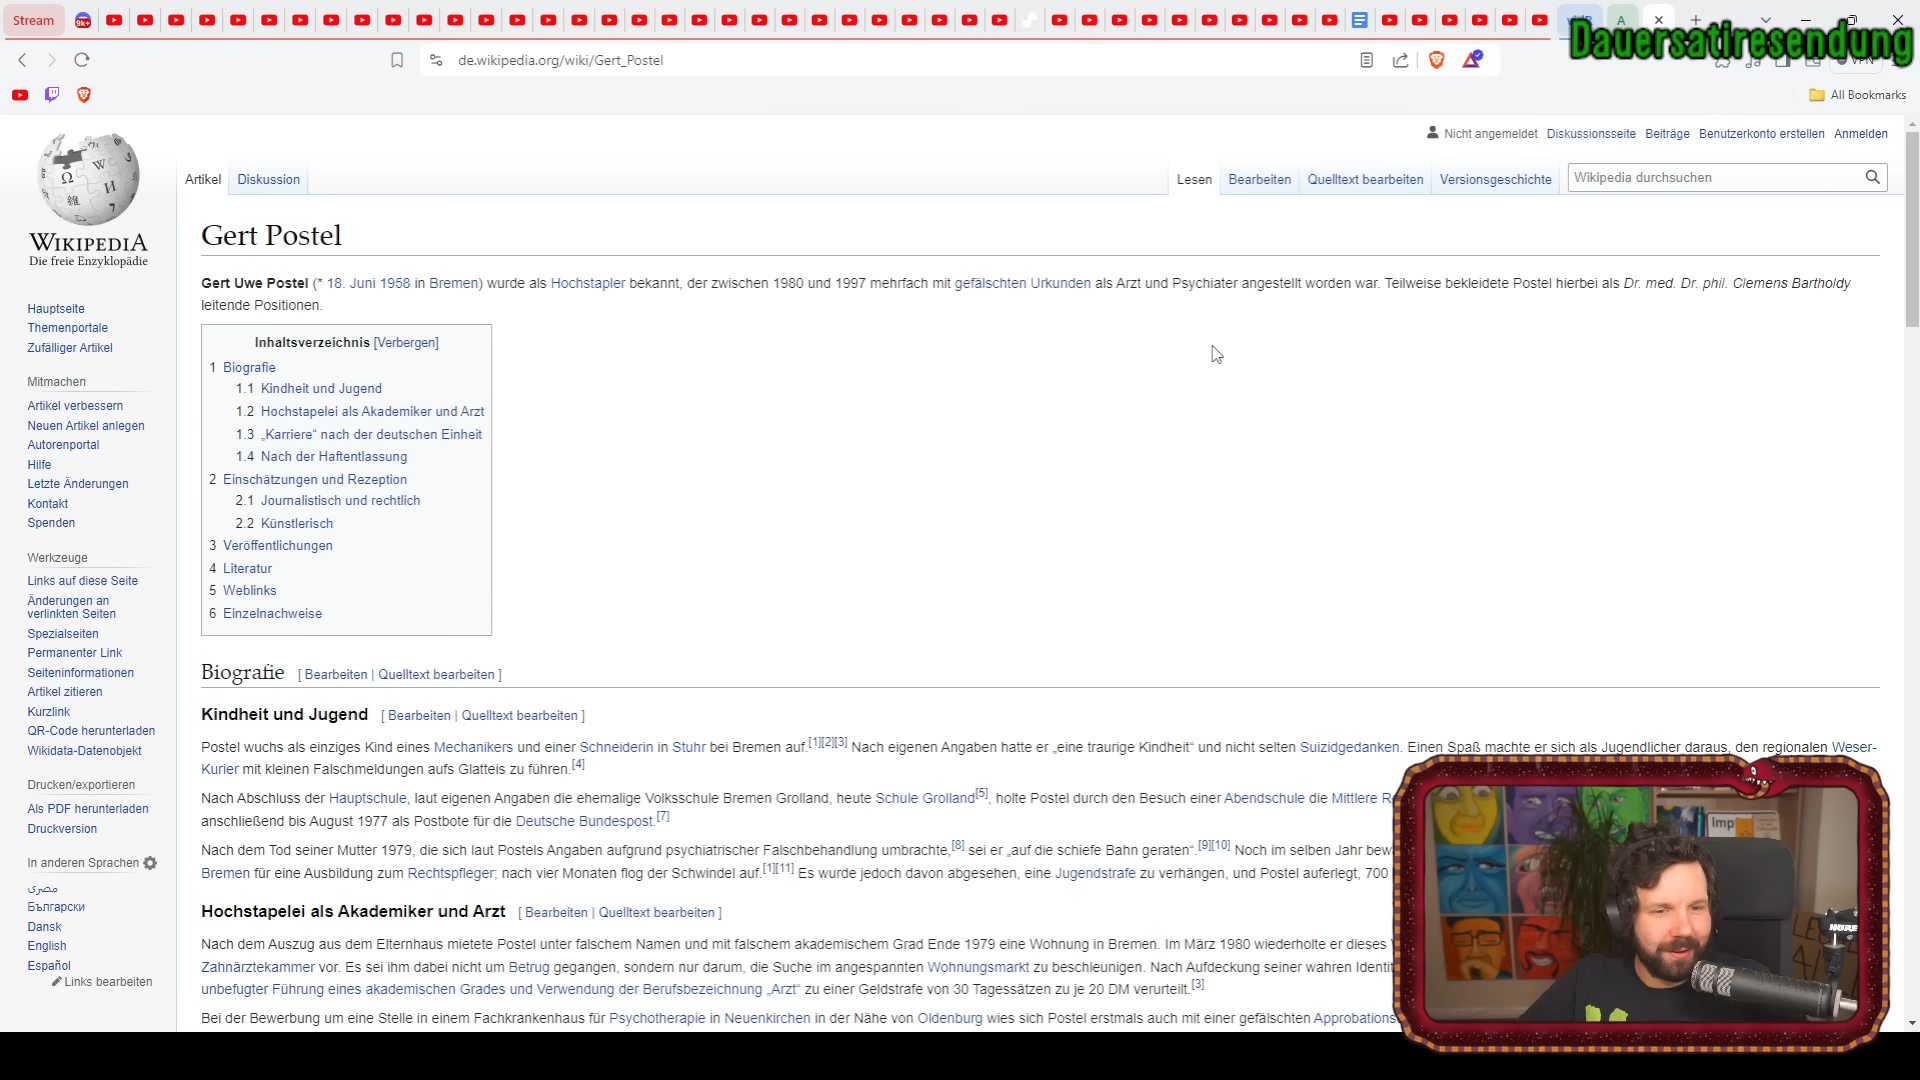 Stream
9k+
A
Dauersatiresendung
de.wikipedia.org/wiki/Gert_Postel
VPN
All Bookmarks
Nicht angemeldet Diskussionsseite Beiträge Benutzerkonto erstellen Anmelden
Artikel Diskussion
Lesen Bearbeiten Quelltext bearbeiten Versionsgeschichte Wikipedia durchsuchen
WIKIPEDIA
Die freie Enzyklopädie
Hauptseite
Themenportale
Zufälliger Artikel
Mitmachen
Artikel verbessern
Neuen Artikel anlegen
Autorenportal
Hilfe
Letzte Änderungen
Kontakt
Spenden
Werkzeuge
Links auf diese Seite
Änderungen an
verlinkten Seiten
Spezialseiten
Permanenter Link
Seiteninformationen
Artikel zitieren
Kurzlink
QR-Code herunterladen
Wikidata-Datenobjekt
Drucken/exportieren
Als PDF herunterladen
Druckversion
In anderen Sprachen
مصرى
Български
Dansk
English
Español
Links bearbeiten
Gert Postel
Gert Uwe Postel (* 18. Juni 1958 in Bremen) wurde als Hochstapler bekannt, der zwischen 1980 und 1997 mehrfach mit gefälschten Urkunden als Arzt und Psychiater angestellt worden war. Teilweise bekleidete Postel hierbei als Dr. med. Dr. phil. Clemens Bartholdy
leitende Positionen.
Inhaltsverzeichnis [Verbergen]
1 Biografie
1.1 Kindheit und Jugend
1.2 Hochstapelei als Akademiker und Arzt
1.3 „Karriere“ nach der deutschen Einheit
1.4 Nach der Haftentlassung
2 Einschätzungen und Rezeption
2.1 Journalistisch und rechtlich
2.2 Künstlerisch
3 Veröffentlichungen
4 Literatur
5 Weblinks
6 Einzelnachweise
Biografie [ Bearbeiten | Quelltext bearbeiten ]
Kindheit und Jugend [ Bearbeiten | Quelltext bearbeiten ]
Postel wuchs als einziges Kind eines Mechanikers und einer Schneiderin in Stuhr bei Bremen auf.[1][2][3] Nach eigenen Angaben hatte er „eine traurige Kindheit“ und nicht selten Suizidgedanken. Einen Spaß machte er sich als Jugendlicher daraus, den regionalen Weser-
Kurier mit kleinen Falschmeldungen aufs Glatteis zu führen.[4]
Nach Abschluss der Hauptschule, laut eigenen Angaben die ehemalige Volksschule Bremen Grolland, heute Schule Grolland[5], holte Postel durch den Besuch einer Abendschule die Mittlere R
anschließend bis August 1977 als Postbote für die Deutsche Bundespost.[7]
Nach dem Tod seiner Mutter 1979, die sich laut Postels Angaben aufgrund psychiatrischer Falschbehandlung umbrachte,[8] sei er „auf die schiefe Bahn geraten“.[9][10] Noch im selben Jahr bew
Bremen für eine Ausbildung zum Rechtspfleger; nach vier Monaten flog der Schwindel auf.[1][11] Es wurde jedoch davon abgesehen, eine Jugendstrafe zu verhängen, und Postel auferlegt, 700
Hochstapelei als Akademiker und Arzt [ Bearbeiten | Quelltext bearbeiten ]
Nach dem Auszug aus dem Elternhaus mietete Postel unter falschem Namen und mit falschem akademischem Grad Ende 1979 eine Wohnung in Bremen. Im März 1980 wiederholte er dieses
Zahnärztekammer vor. Es sei ihm dabei nicht um Betrug gegangen, sondern nur darum, die Suche im angespannten Wohnungsmarkt zu beschleunigen. Nach Aufdeckung seiner wahren Identit
unbefugter Führung eines akademischen Grades und Verwendung der Berufsbezeichnung „Arzt“ zu einer Geldstrafe von 30 Tagessätzen zu je 20 DM verurteilt.[3]
Bei der Bewerbung um eine Stelle in einem Fachkrankenhaus für Psychotherapie in Neuenkirchen in der Nähe von Oldenburg wies sich Postel erstmals auch mit einer gefälschten Approbations
Imp